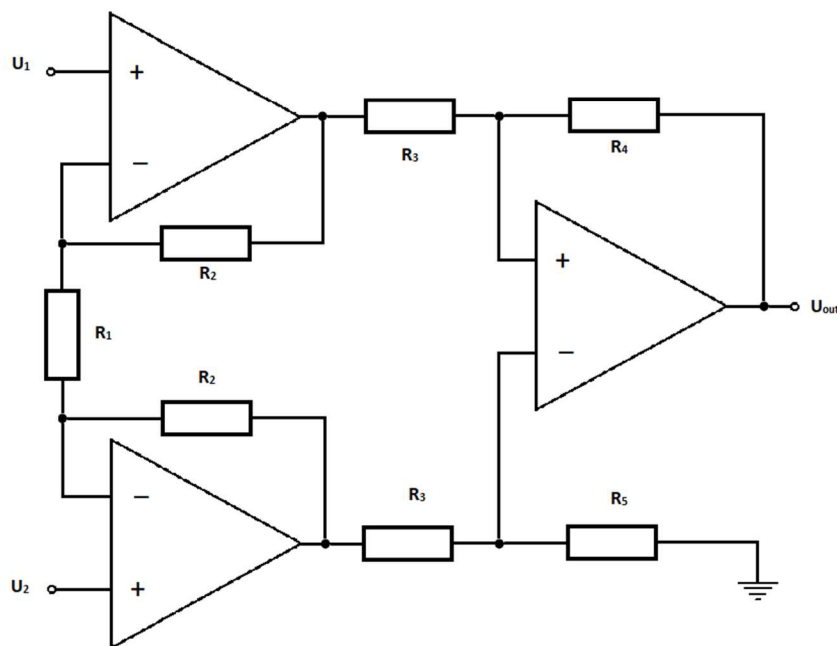 U₁
+
−
R₃
R₄
R₂
+
R₁
Uout
−
R₂
R₃
R₅
−
U₂
+